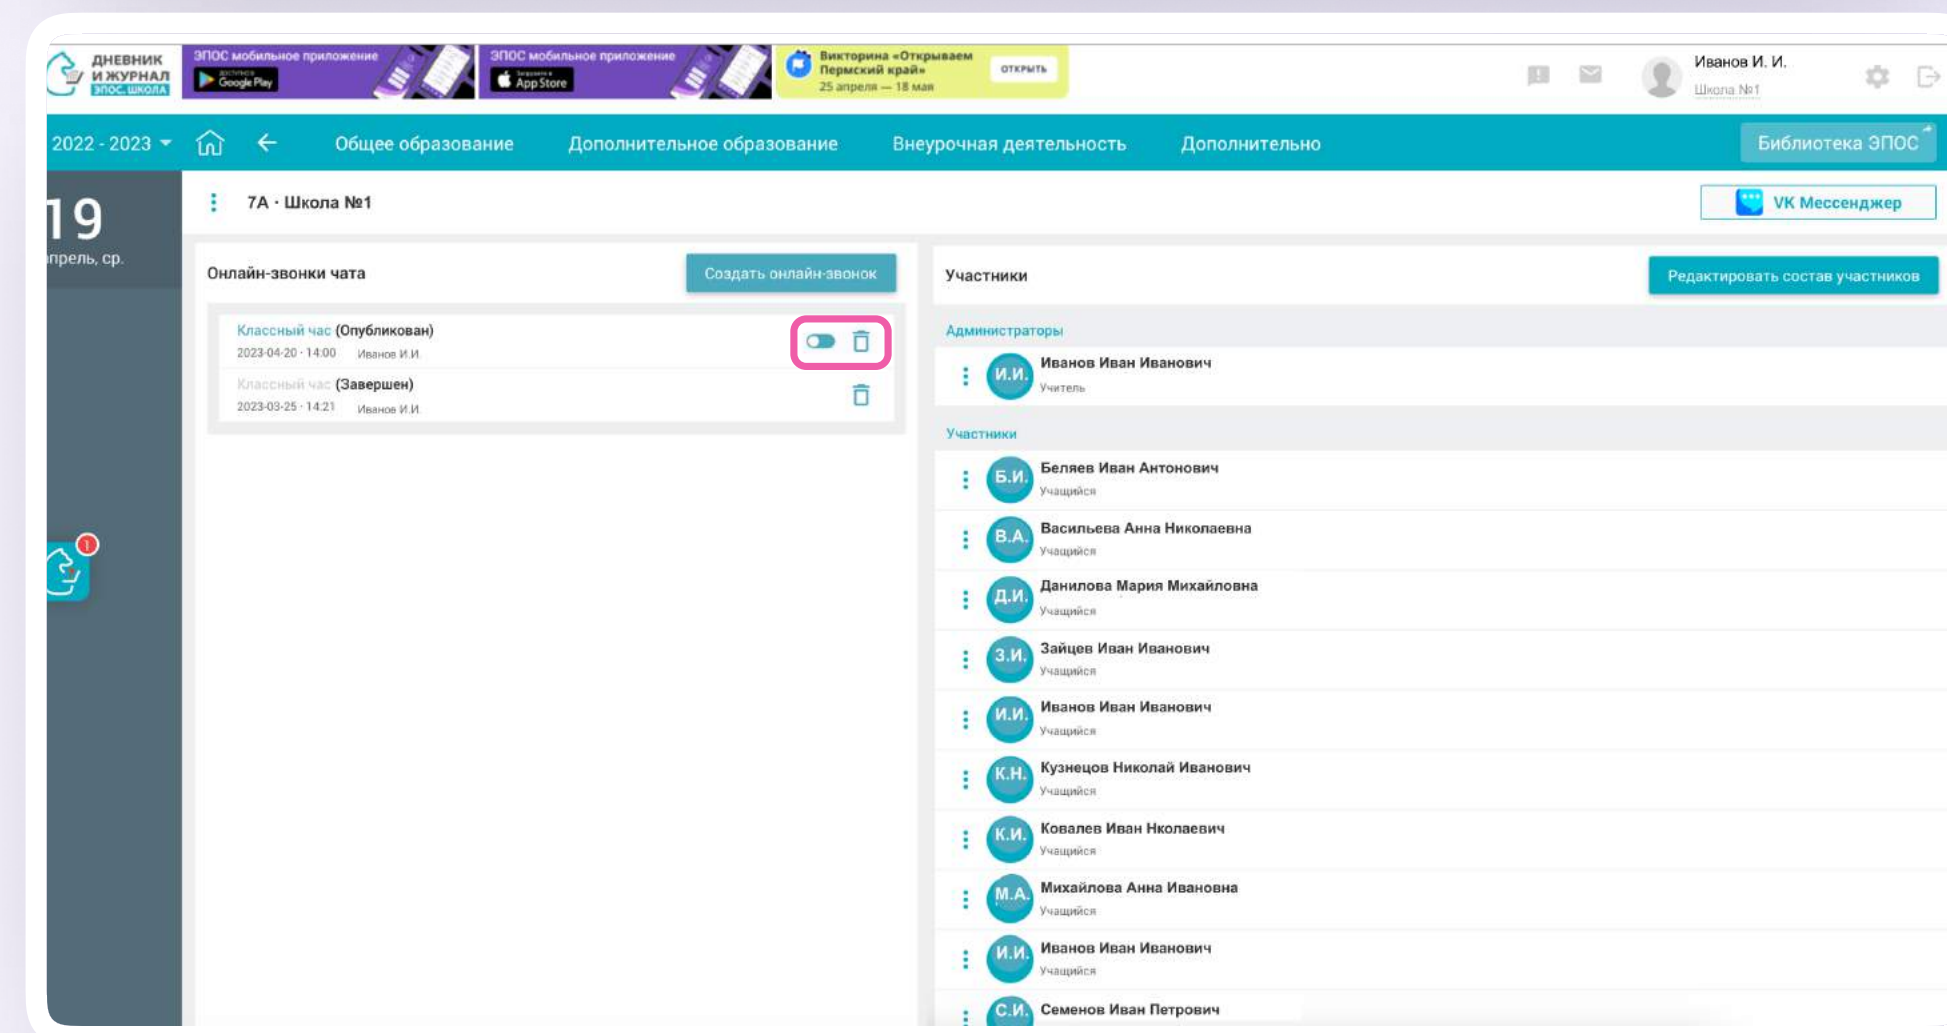 ДНЕВНИК
И ЖУРНАЛ
ЭПОС. ШКОЛА
ЭПОС мобильное приложение
ДОСТУПНО В
Google Play
ЭПОС мобильное приложение
Загрузите в
App Store
Викторина «Открываем
Пермский край»
25 апреля — 18 мая
ОТКРЫТЬ
Иванов И. И.
Школа №1
2022 - 2023
Общее образование
Дополнительное образование
Внеурочная деятельность
Дополнительно
Библиотека ЭПОС
19
прель, ср.
7А · Школа №1
VK Мессенджер
Онлайн-звонки чата
Создать онлайн-звонок
Классный час (Опубликован)
2023-04-20 · 14:00 Иванов И.И.
Классный час (Завершен)
2023-03-25 · 14:21 Иванов И.И.
1
Участники
Редактировать состав участников
Администраторы
И.И.
Иванов Иван Иванович
Учитель
Участники
Б.И.
Беляев Иван Антонович
Учащийся
В.А.
Васильева Анна Николаевна
Учащийся
Д.И.
Данилова Мария Михайловна
Учащийся
З.И.
Зайцев Иван Иванович
Учащийся
И.И.
Иванов Иван Иванович
Учащийся
К.Н.
Кузнецов Николай Иванович
Учащийся
К.И.
Ковалев Иван Нколаевич
Учащийся
М.А.
Михайлова Анна Ивановна
Учащийся
И.И.
Иванов Иван Иванович
Учащийся
С.И.
Семенов Иван Петрович